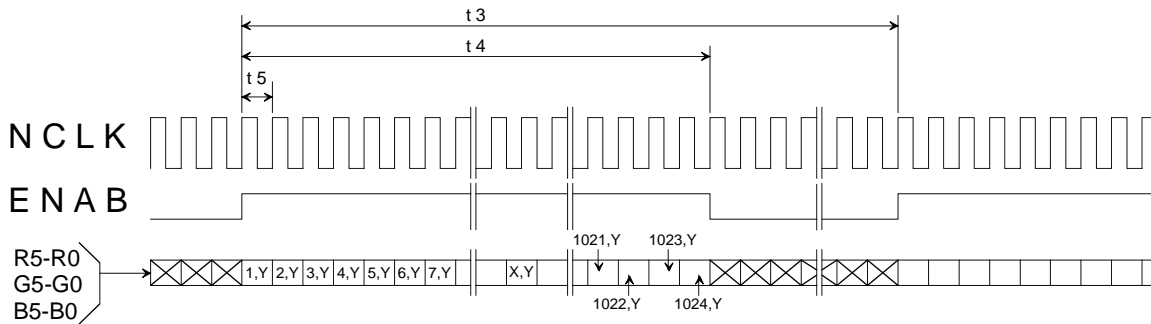 t 3
t 4
t 5
N C L K
E N A B
1021,Y 1023,Y
R5-R0
G5-G0
B5-B0
1,Y 2,Y 3,Y 4,Y 5,Y 6,Y 7,Y X,Y
1022,Y 1024,Y